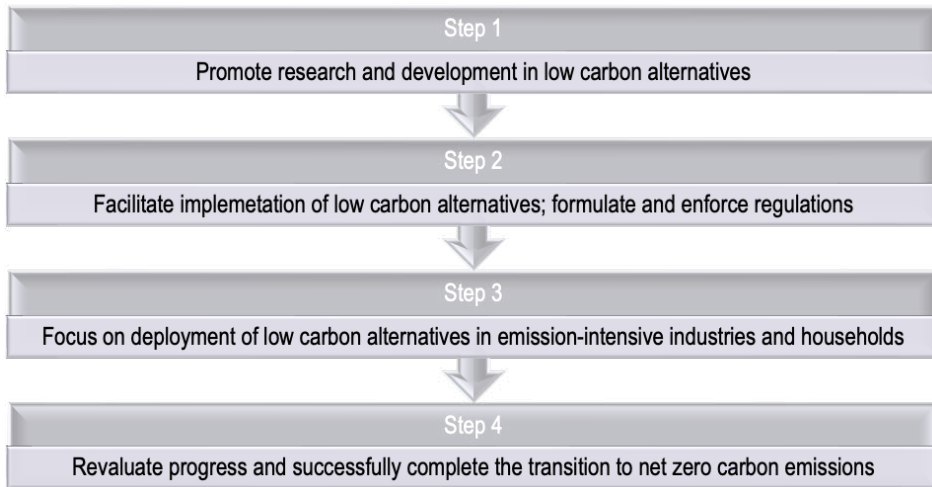 Step 1
Promote research and development in low carbon alternatives
Step 2
Facilitate implemetation of low carbon alternatives; formulate and enforce regulations
Step 3
Focus on deployment of low carbon alternatives in emission-intensive industries and households
Step 4
Revaluate progress and successfully complete the transition to net zero carbon emissions